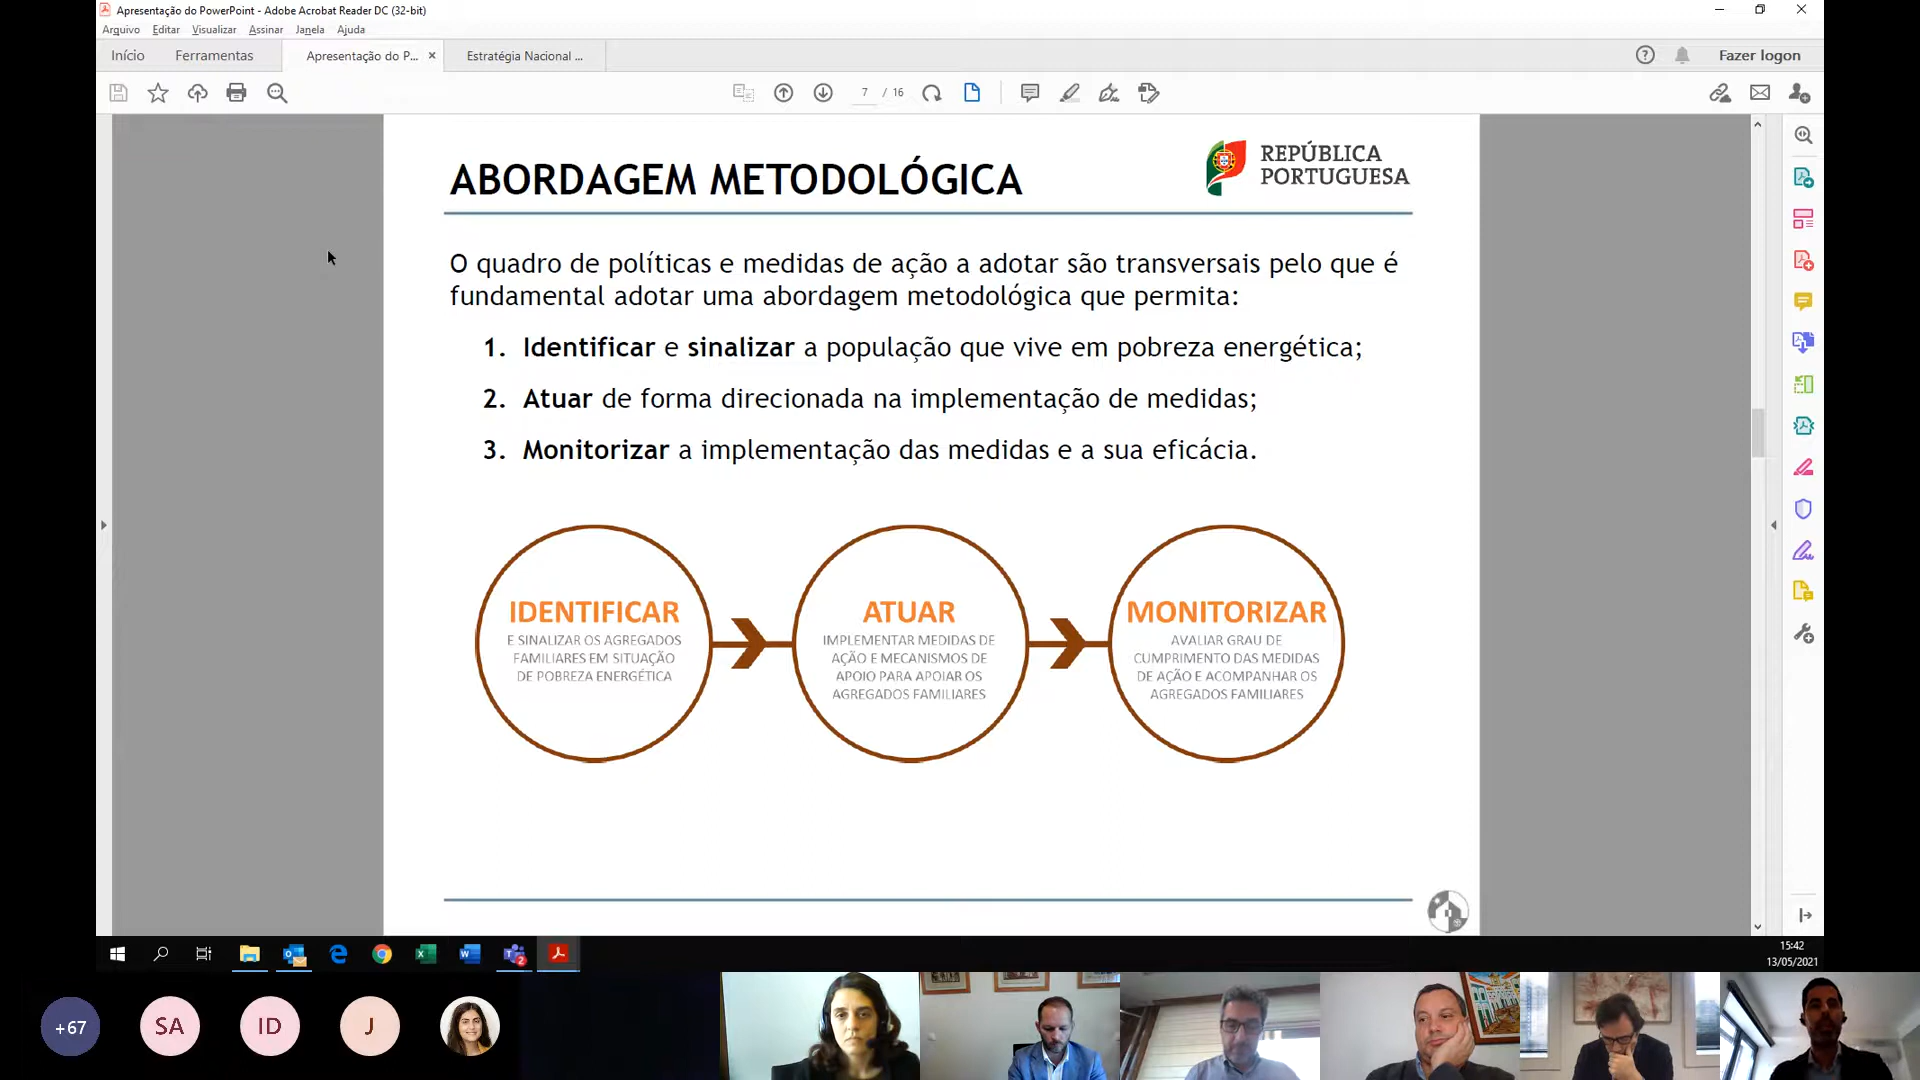 Apresentação do PowerPoint - Adobe Acrobat Reader DC (32-bit)
Arquivo Editar Visualizar Assinar Janela Ajuda
Início Ferramentas Apresentação do P... × Estratégia Nacional ... Fazer logon
7 / 16
ABORDAGEM METODOLÓGICA
REPÚBLICA
PORTUGUESA
O quadro de políticas e medidas de ação a adotar são transversais pelo que é
fundamental adotar uma abordagem metodológica que permita:
1. Identificar e sinalizar a população que vive em pobreza energética;
2. Atuar de forma direcionada na implementação de medidas;
3. Monitorizar a implementação das medidas e a sua eficácia.
IDENTIFICAR
E SINALIZAR OS AGREGADOS
FAMILIARES EM SITUAÇÃO
DE POBREZA ENERGÉTICA
ATUAR
IMPLEMENTAR MEDIDAS DE
AÇÃO E MECANISMOS DE
APOIO PARA APOIAR OS
AGREGADOS FAMILIARES
MONITORIZAR
AVALIAR GRAU DE
CUMPRIMENTO DAS MEDIDAS
DE AÇÃO E ACOMPANHAR OS
AGREGADOS FAMILIARES
15:42
13/05/2021
+67 SA ID J